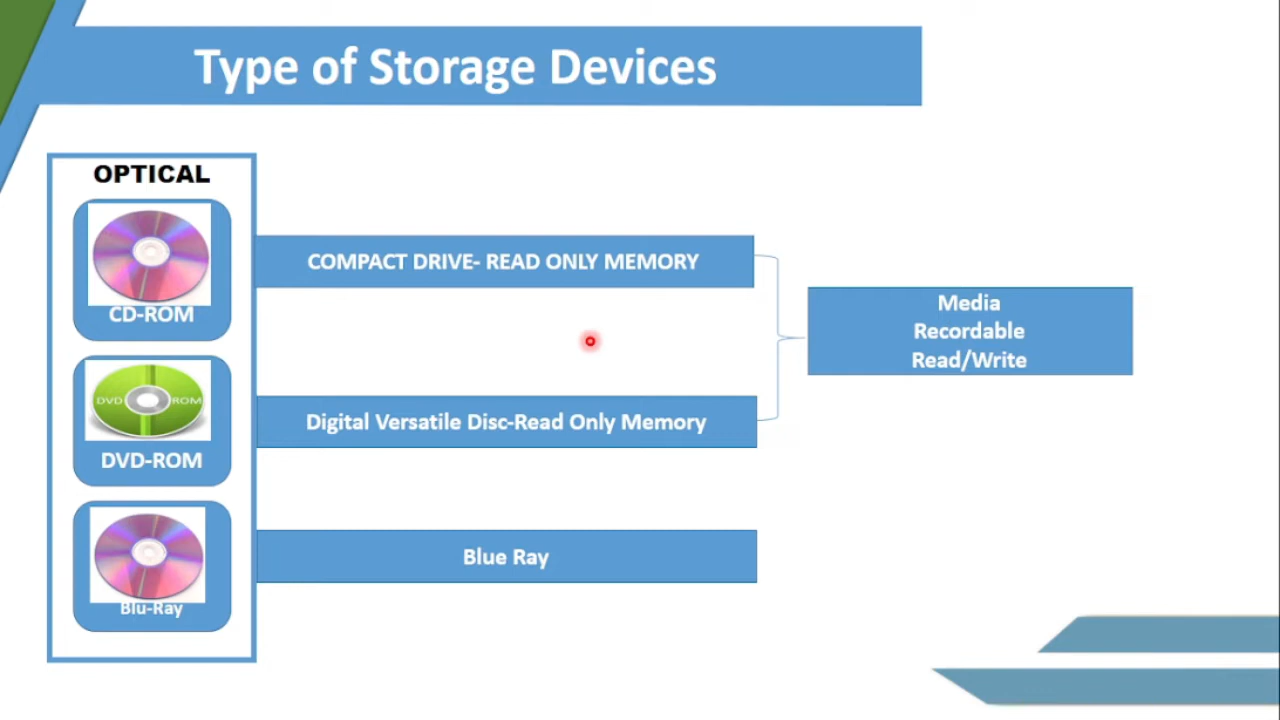 Type of Storage Devices
OPTICAL
CD-ROM
COMPACT DRIVE- READ ONLY MEMORY
Media
Recordable
Read/Write
DVD ROM
DVD-ROM
Digital Versatile Disc-Read Only Memory
Blu-Ray
Blue Ray